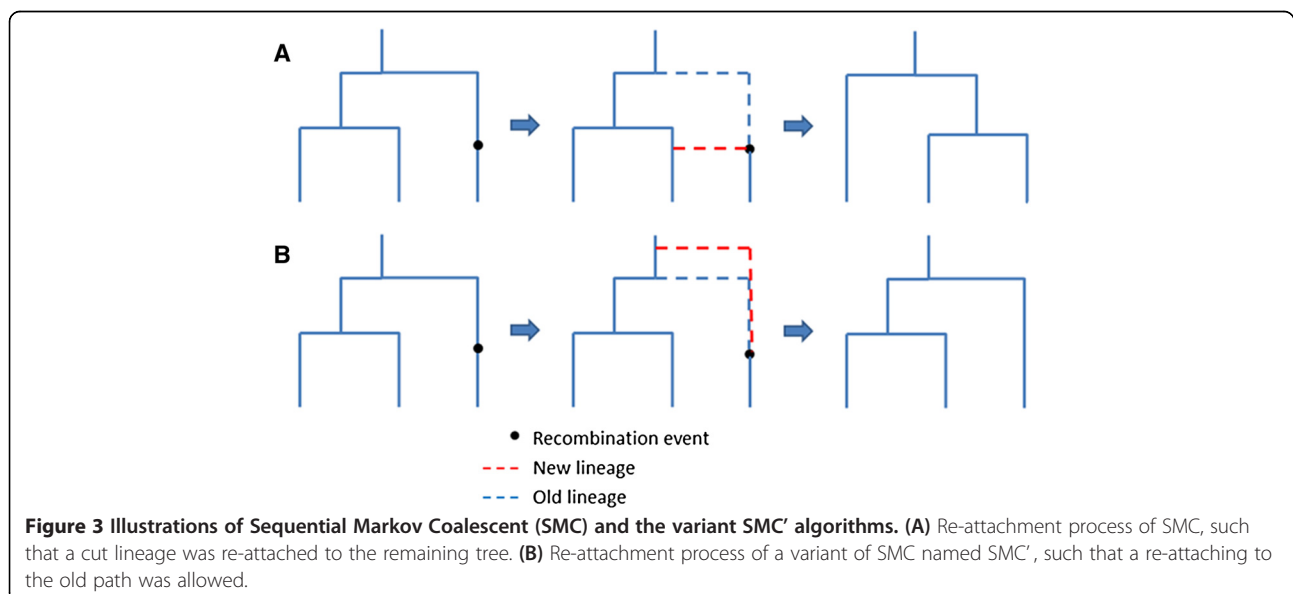 A
B
Recombination event
New lineage
Old lineage
Figure 3 Illustrations of Sequential Markov Coalescent (SMC) and the variant SMC′ algorithms. (A) Re-attachment process of SMC, such
that a cut lineage was re-attached to the remaining tree. (B) Re-attachment process of a variant of SMC named SMC′, such that a re-attaching to
the old path was allowed.